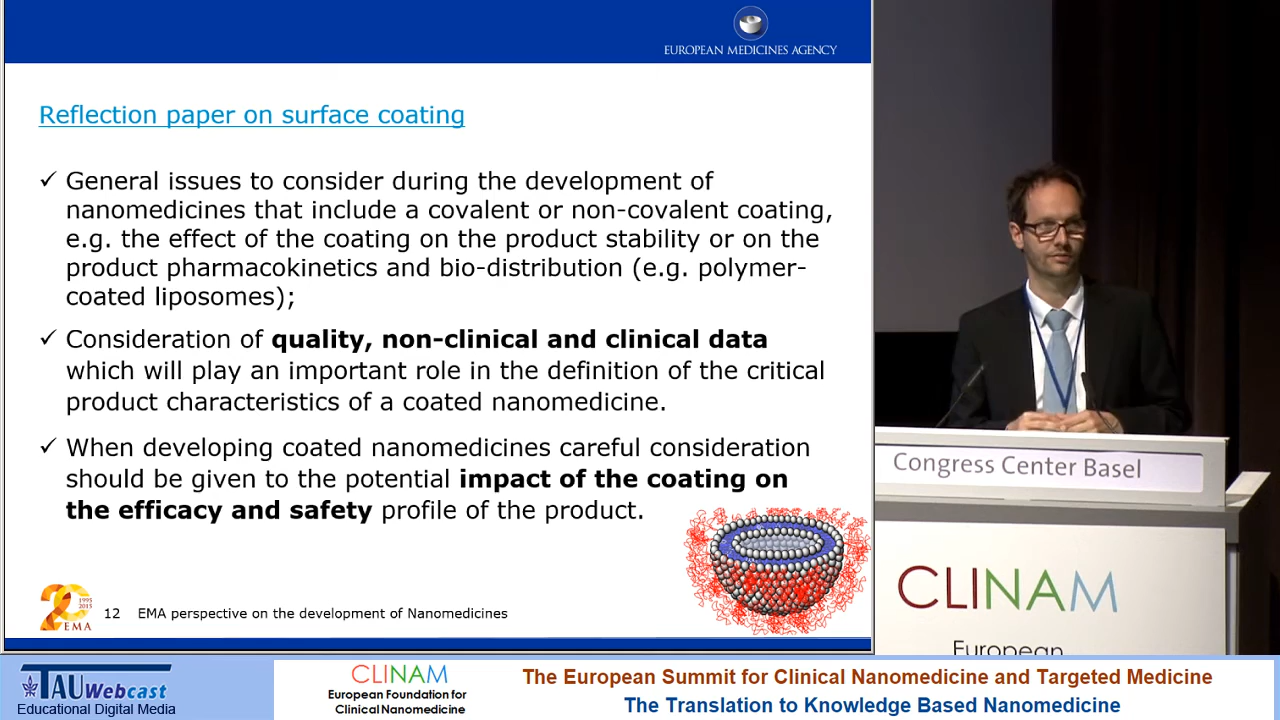 EUROPEAN MEDICINES AGENCY
Reflection paper on surface coating
✓ General issues to consider during the development of
nanomedicines that include a covalent or non-covalent coating,
e.g. the effect of the coating on the product stability or on the
product pharmacokinetics and bio-distribution (e.g. polymer-
coated liposomes);
✓ Consideration of quality, non-clinical and clinical data
which will play an important role in the definition of the critical
product characteristics of a coated nanomedicine.
✓ When developing coated nanomedicines careful consideration
should be given to the potential impact of the coating on
the efficacy and safety profile of the product.
20
1995
2015
EMA
12 EMA perspective on the development of Nanomedicines
Congress Center Basel
CLINAM
European
TAU Webcast
Educational Digital Media
CLINAM
European Foundation for
Clinical Nanomedicine
The European Summit for Clinical Nanomedicine and Targeted Medicine
The Translation to Knowledge Based Nanomedicine